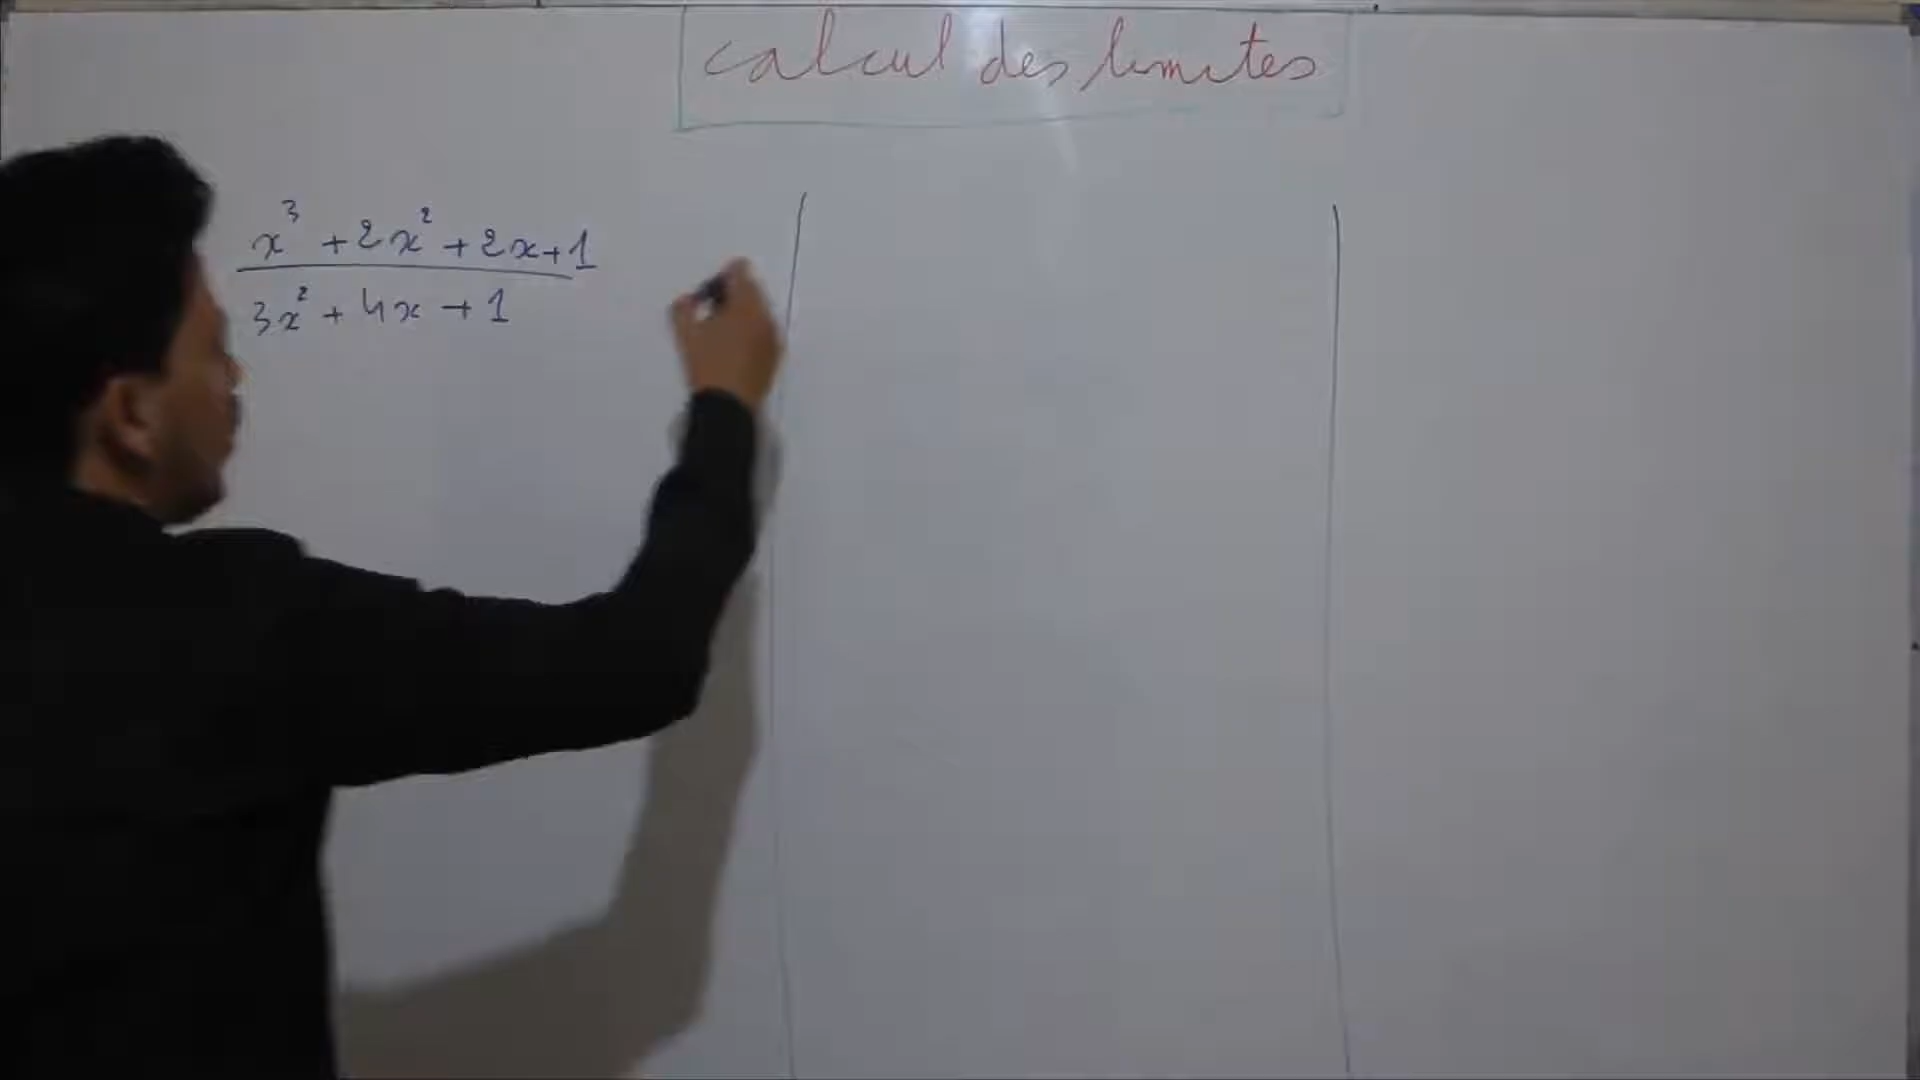 calcul des limites
x³ + 2x² + 2x + 1
3x² + 4x + 1